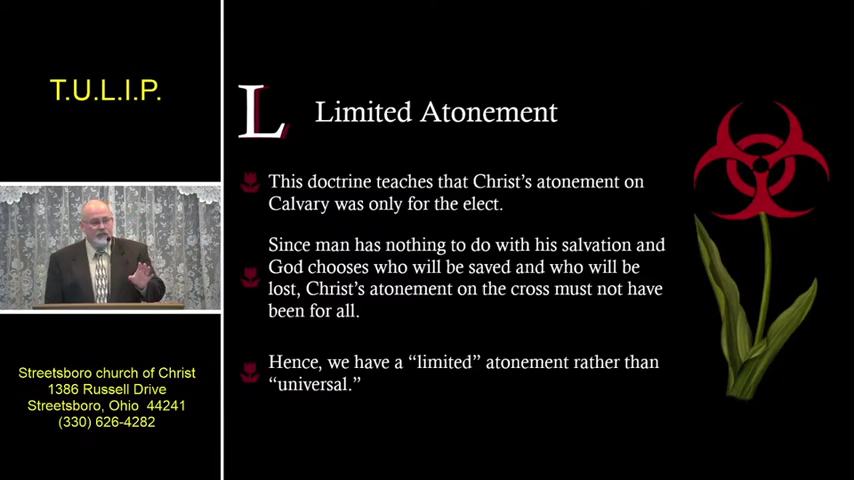 T.U.L.I.P.
Streetsboro church of Christ
1386 Russell Drive
Streetsboro, Ohio 44241
(330) 626-4282
L Limited Atonement
This doctrine teaches that Christ's atonement on
Calvary was only for the elect.
Since man has nothing to do with his salvation and
God chooses who will be saved and who will be
lost, Christ's atonement on the cross must not have
been for all.
Hence, we have a “limited” atonement rather than
“universal.”